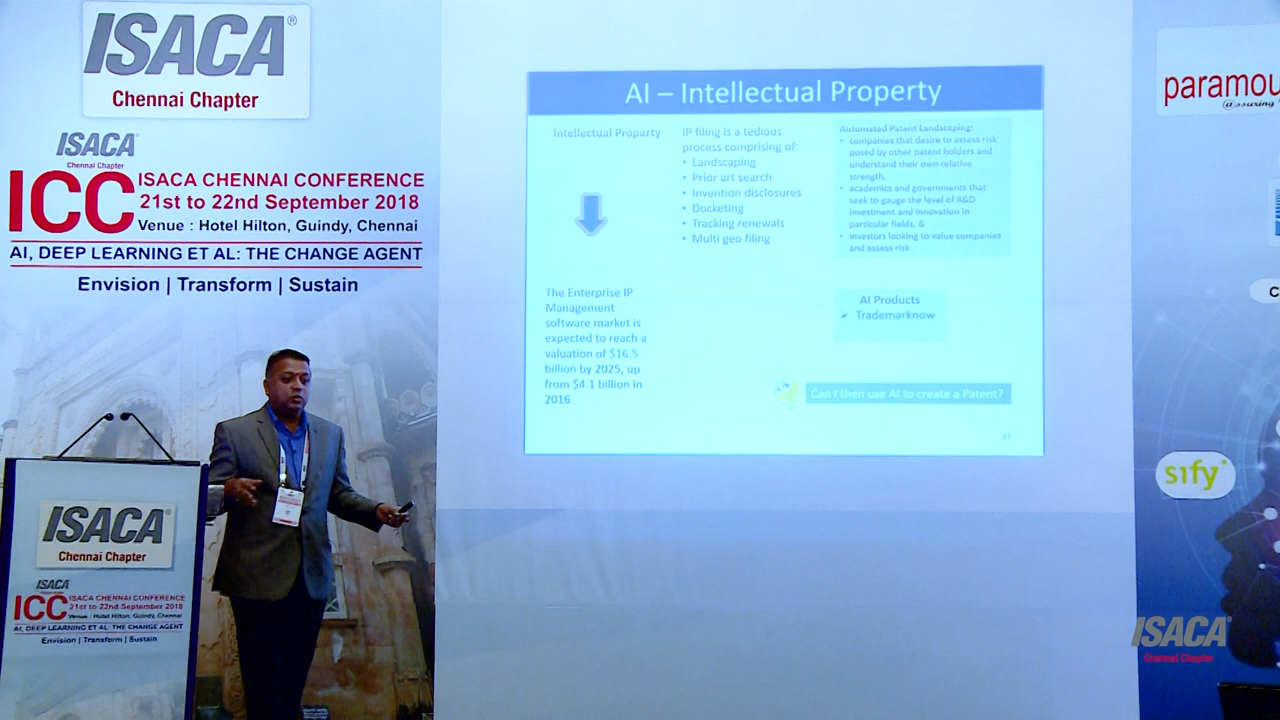 ISACA®
Chennai Chapter
ISACA®
Chennai Chapter
ICC
ISACA CHENNAI CONFERENCE
21st to 22nd September 2018
Venue : Hotel Hilton, Guindy, Chennai
AI, DEEP LEARNING ET AL: THE CHANGE AGENT
Envision | Transform | Sustain
AI – Intellectual Property
Intellectual Property
The Enterprise IP
Management
software market is
expected to reach a
valuation of $16.5
billion by 2025, up
from $4.1 billion in
2016
IP filing is a tedious
process comprising of:
• Landscaping
• Prior art search
• Invention disclosures
• Docketing
• Tracking renewals
• Multi geo filing
Automated Patent Landscaping:
• companies that desire to assess risk
posed by other patent holders and
understand their own relative
strength,
• academics and governments that
seek to gauge the level of R&D
investment and innovation in
particular fields, &
• investors looking to value companies
and assess risk
AI Products
➢ Trademarknow
Can I then use AI to create a Patent?
27
paramou
sify
ISACA®
Chennai Chapter
ISACA
ICC
ISACA CHENNAI CONFERENCE
21st to 22nd September 2018
Venue : Hotel Hilton, Guindy, Chennai
AI, DEEP LEARNING ET AL: THE CHANGE AGENT
Envision | Transform | Sustain
ISACA®
Chennai Chapter